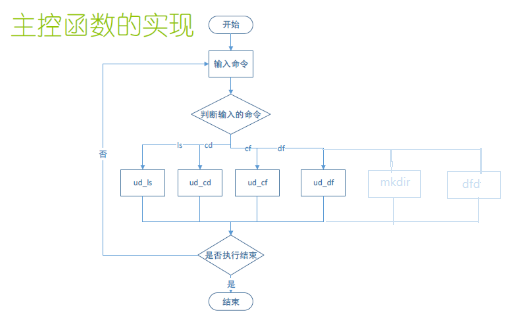 主控函数的实现
开始
输入命令
判断输入的命令
ls
cd
cf
df
否
ud_ls
ud_cd
ud_cf
ud_df
mkdir
dfd
是否执行结束
是
结束